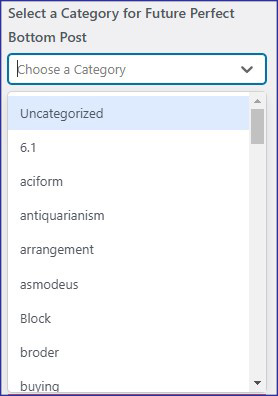 Select a Category for Future Perfect
Bottom Post
Choose a Category
Uncategorized
6.1
aciform
antiquarianism
arrangement
asmodeus
Block
broder
buying